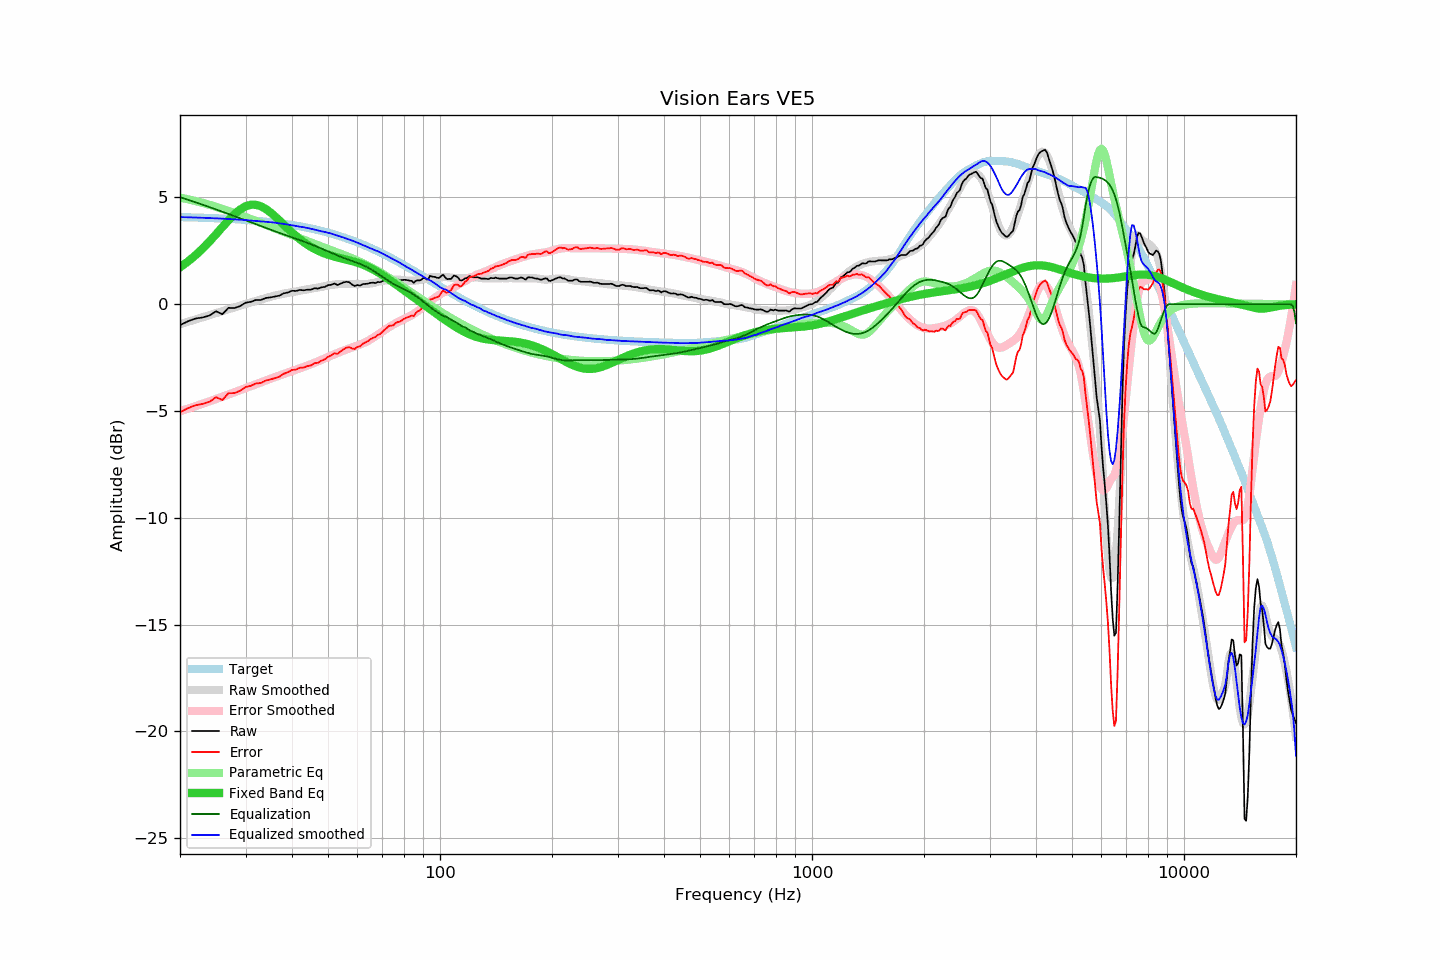 Vision Ears VE5
5
0
−5
−10
−15
−20
−25
Amplitude (dBr)
Target
Raw Smoothed
Error Smoothed
Raw
Error
Parametric Eq
Fixed Band Eq
Equalization
Equalized smoothed
100 1000 10000
Frequency (Hz)